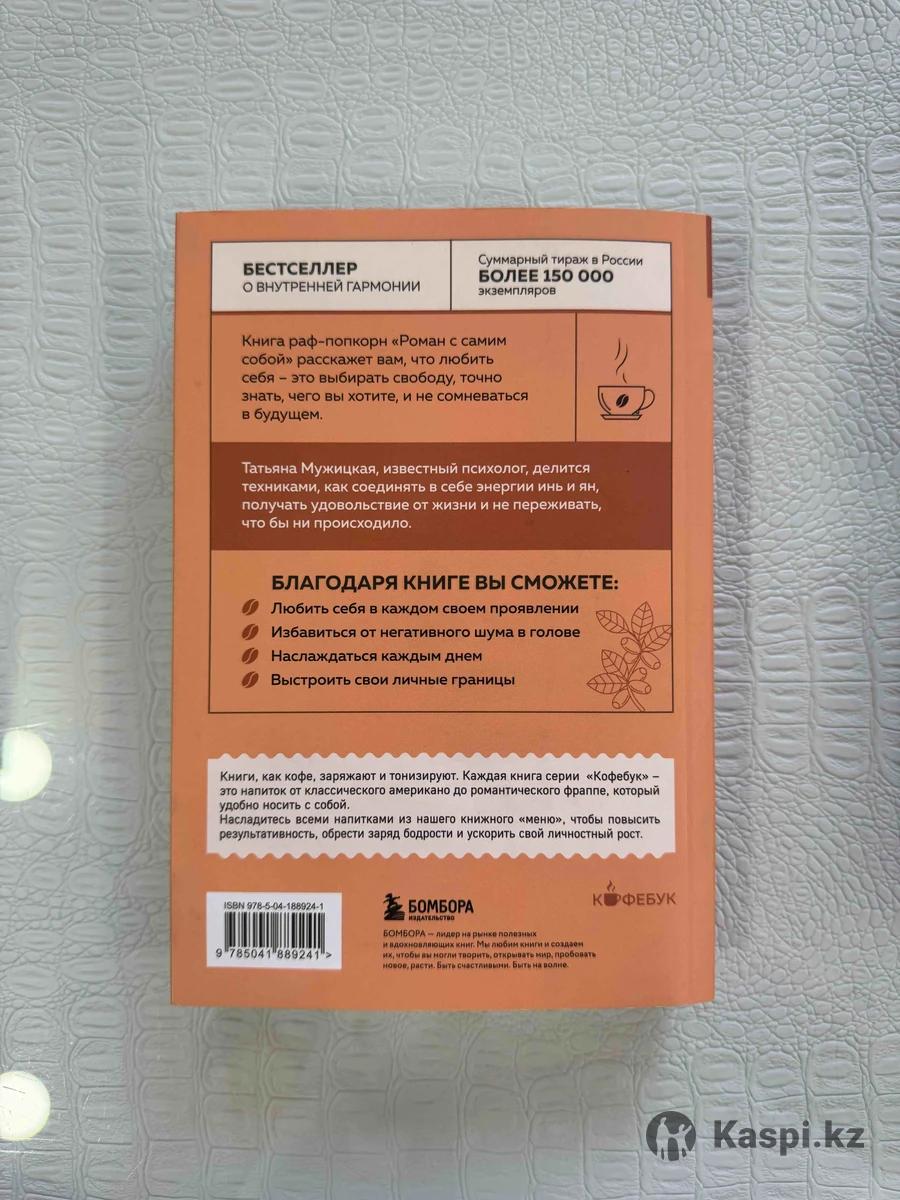 БЕСТСЕЛЛЕР
О ВНУТРЕННЕЙ ГАРМОНИИ
Суммарный тираж в России
БОЛЕЕ 150 000
экземпляров
Книга раф-попкорн «Роман с самим
собой» расскажет вам, что любить
себя – это выбирать свободу, точно
знать, чего вы хотите, и не сомневаться
в будущем.
Татьяна Мужицкая, известный психолог, делится
техниками, как соединять в себе энергии инь и ян,
получать удовольствие от жизни и не переживать,
что бы ни происходило.
БЛАГОДАРЯ КНИГЕ ВЫ СМОЖЕТЕ:
Любить себя в каждом своем проявлении
Избавиться от негативного шума в голове
Наслаждаться каждым днем
Выстроить свои личные границы
Книги, как кофе, заряжают и тонизируют. Каждая книга серии «Кофебук» –
это напиток от классического американо до романтического фраппе, который
удобно носить с собой.
Насладитесь всеми напитками из нашего книжного «меню», чтобы повысить
результативность, обрести заряд бодрости и ускорить свой личностный рост.
ISBN 978-5-04-188924-1
9 785041 889241 >
БОМБОРА
ИЗДАТЕЛЬСТВО
БОМБОРА — лидер на рынке полезных
и вдохновляющих книг. Мы любим книги и создаем
их, чтобы вы могли творить, открывать мир, пробовать
новое, расти. Быть счастливыми. Быть на волне.
КОФЕБУК
Kaspi.kz